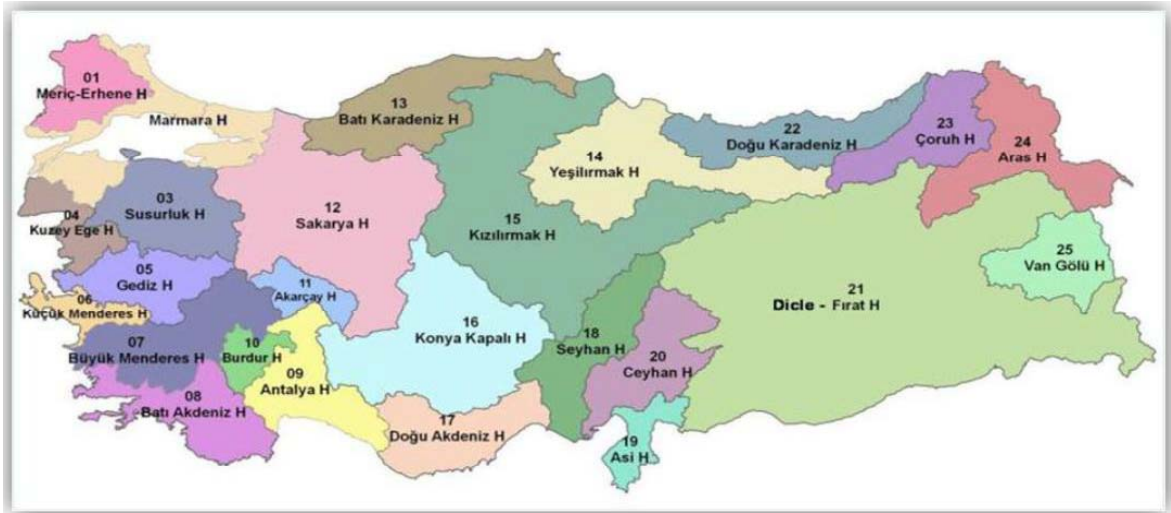 01
Meriç-Erhene H
Marmara H
03
Susurluk H
04
Kuzey Ege H
05
Gediz H
06
Küçük Menderes H
07
Büyük Menderes H
08
Batı Akdeniz H
09
Antalya H
10
Burdur H
11
Akarçay H
12
Sakarya H
13
Batı Karadeniz H
14
Yeşilırmak H
15
Kızılırmak H
16
Konya Kapalı H
17
Doğu Akdeniz H
18
Seyhan H
19
Asi H
20
Ceyhan H
21
Dicle - Fırat H
22
Doğu Karadeniz H
23
Çoruh H
24
Aras H
25
Van Gölü H